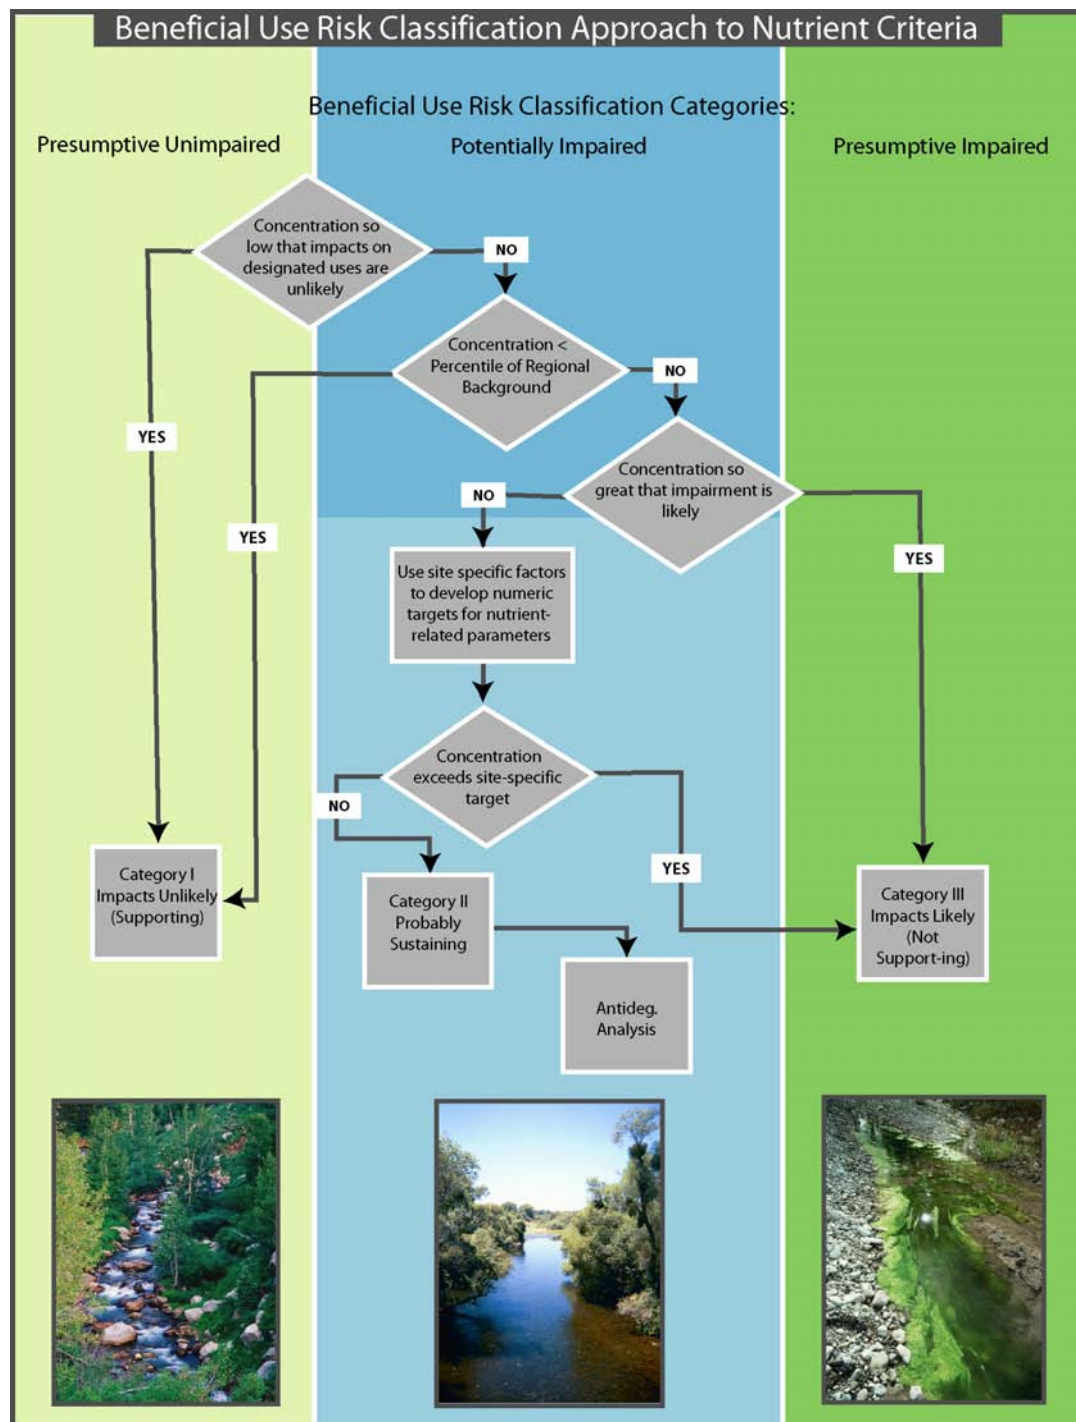 Beneficial Use Risk Classification Approach to Nutrient Criteria
Beneficial Use Risk Classification Categories:
Presumptive Unimpaired
Potentially Impaired
Presumptive Impaired
Concentration so
low that impacts on
designated uses are
unlikely
NO
Concentration <
Percentile of Regional
Background
NO
YES
Concentration so
great that impairment is
likely
NO
YES
YES
Use site specific factors
to develop numeric
targets for nutrient-
related parameters
Concentration
exceeds site-specific
target
NO
YES
Category I
Impacts Unlikely
(Supporting)
Category II
Probably
Sustaining
Category III
Impacts Likely
(Not
Support-ing)
Antideg.
Analysis